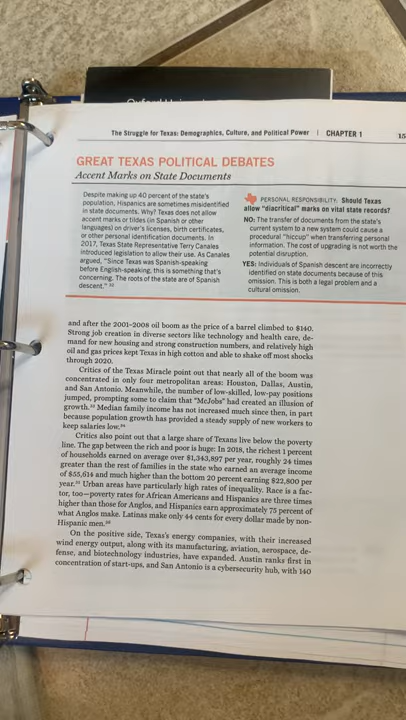 The Struggle for Texas: Demographics, Culture, and Political Power | CHAPTER 1 15
GREAT TEXAS POLITICAL DEBATES
Accent Marks on State Documents
Despite making up 40 percent of the state's
population, Hispanics are sometimes misidentified
in state documents. Why? Texas does not allow
accent marks or tildes (in Spanish or other
languages) on driver's licenses, birth certificates,
or other personal identification documents. In
2017, Texas State Representative Terry Canales
introduced legislation to allow their use. As Canales
argued, "Since Texas was Spanish-speaking
before English-speaking, this is something that's
concerning. The roots of the state are of Spanish
descent."
PERSONAL RESPONSIBILITY: Should Texas
allow "diacritical" marks on vital state records?
NO: The transfer of documents from the state's
current system to a new system could cause a
procedural "hiccup" when transferring personal
information. The cost of upgrading is not worth the
potential disruption.
YES: Individuals of Spanish descent are incorrectly
identified on state documents because of this
omission. This is both a legal problem and a
cultural omission.
and after the 2001–2008 oil boom as the price of a barrel climbed to $140.
Strong job creation in diverse sectors like technology and health care, de-
mand for new housing and strong construction numbers, and relatively high
oil and gas prices kept Texas in high cotton and able to shake off most shocks
through 2020.
Critics of the Texas Miracle point out that nearly all of the boom was
concentrated in only four metropolitan areas: Houston, Dallas, Austin,
and San Antonio. Meanwhile, the number of low-skilled, low-pay positions
jumped, prompting some to claim that "McJobs" had created an illusion of
growth. Median family income has not increased much since then, in part
because population growth has provided a steady supply of new workers to
keep salaries low.
Critics also point out that a large share of Texans live below the poverty
line. The gap between the rich and poor is huge: In 2018, the richest 1 percent
of households earned on average over $1,343,897 per year, roughly 24 times
greater than the rest of families in the state who earned an average income
of $55,614 and much higher than the bottom 20 percent earning $22,800 per
year. Urban areas have particularly high rates of inequality. Race is a fac-
tor, too—poverty rates for African Americans and Hispanics are three times
higher than those for Anglos, and Hispanics earn approximately 75 percent of
what Anglos make. Latinas make only 44 cents for every dollar made by non-
Hispanic men.
On the positive side, Texas's energy companies, with their increased
wind energy output, along with its manufacturing, aviation, aerospace, de-
fense, and biotechnology industries, have expanded. Austin ranks first in
concentration of start-ups, and San Antonio is a cybersecurity hub, with 140